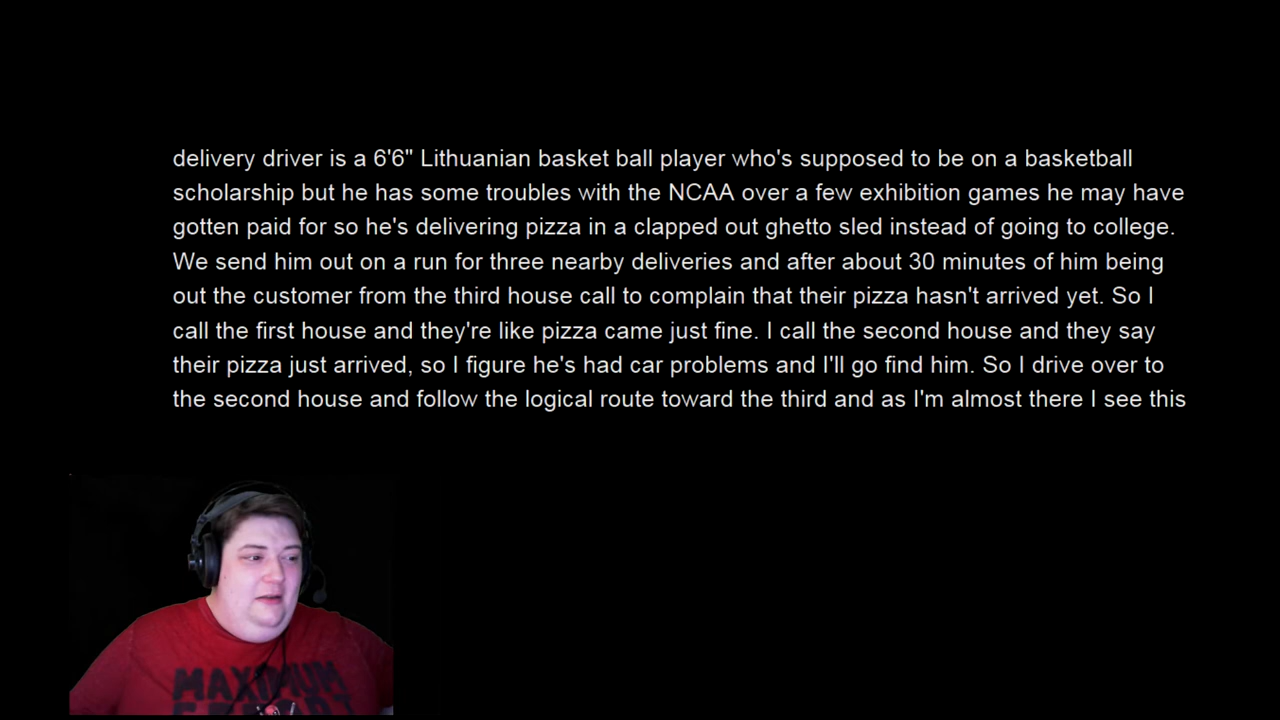 delivery driver is a 6'6" Lithuanian basket ball player who's supposed to be on a basketball
scholarship but he has some troubles with the NCAA over a few exhibition games he may have
gotten paid for so he's delivering pizza in a clapped out ghetto sled instead of going to college.
We send him out on a run for three nearby deliveries and after about 30 minutes of him being
out the customer from the third house call to complain that their pizza hasn't arrived yet. So I
call the first house and they're like pizza came just fine. I call the second house and they say
their pizza just arrived, so I figure he's had car problems and I'll go find him. So I drive over to
the second house and follow the logical route toward the third and as I'm almost there I see this
MAXIMUM